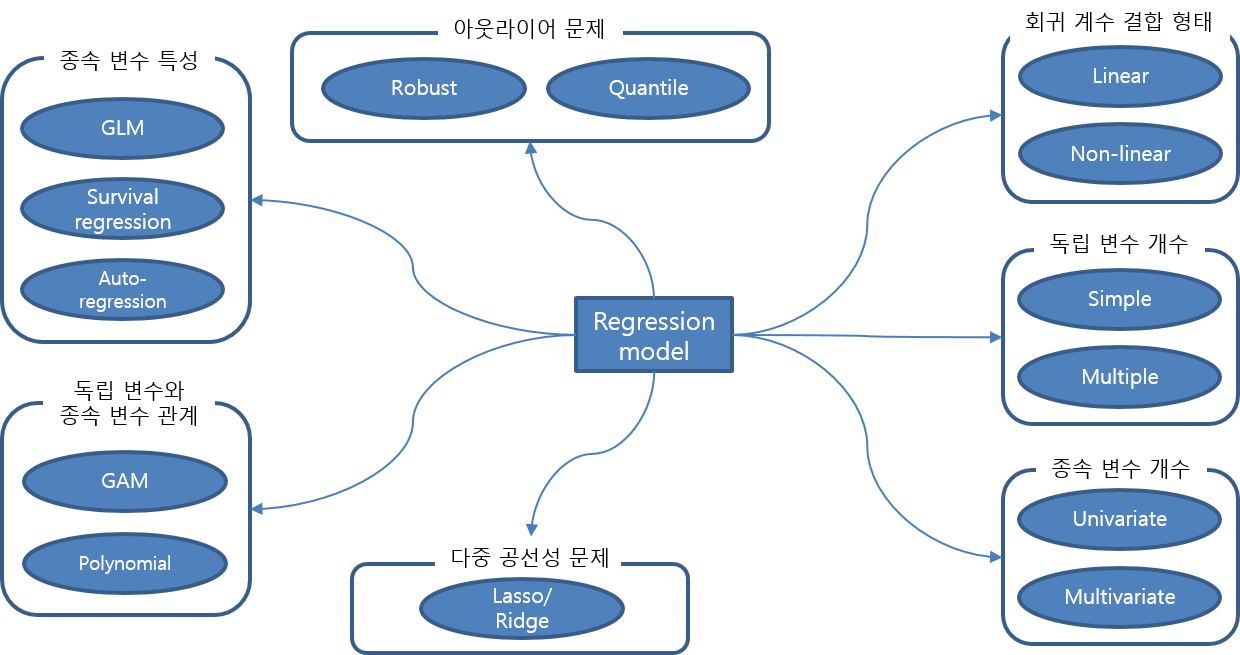 아웃라이어 문제
Robust
Quantile
회귀 계수 결합 형태
Linear
Non-linear
종속 변수 특성
GLM
Survival
regression
Auto-
regression
독립 변수 개수
Simple
Multiple
Regression
model
독립 변수와
종속 변수 관계
GAM
Polynomial
다중 공선성 문제
Lasso/
Ridge
종속 변수 개수
Univariate
Multivariate